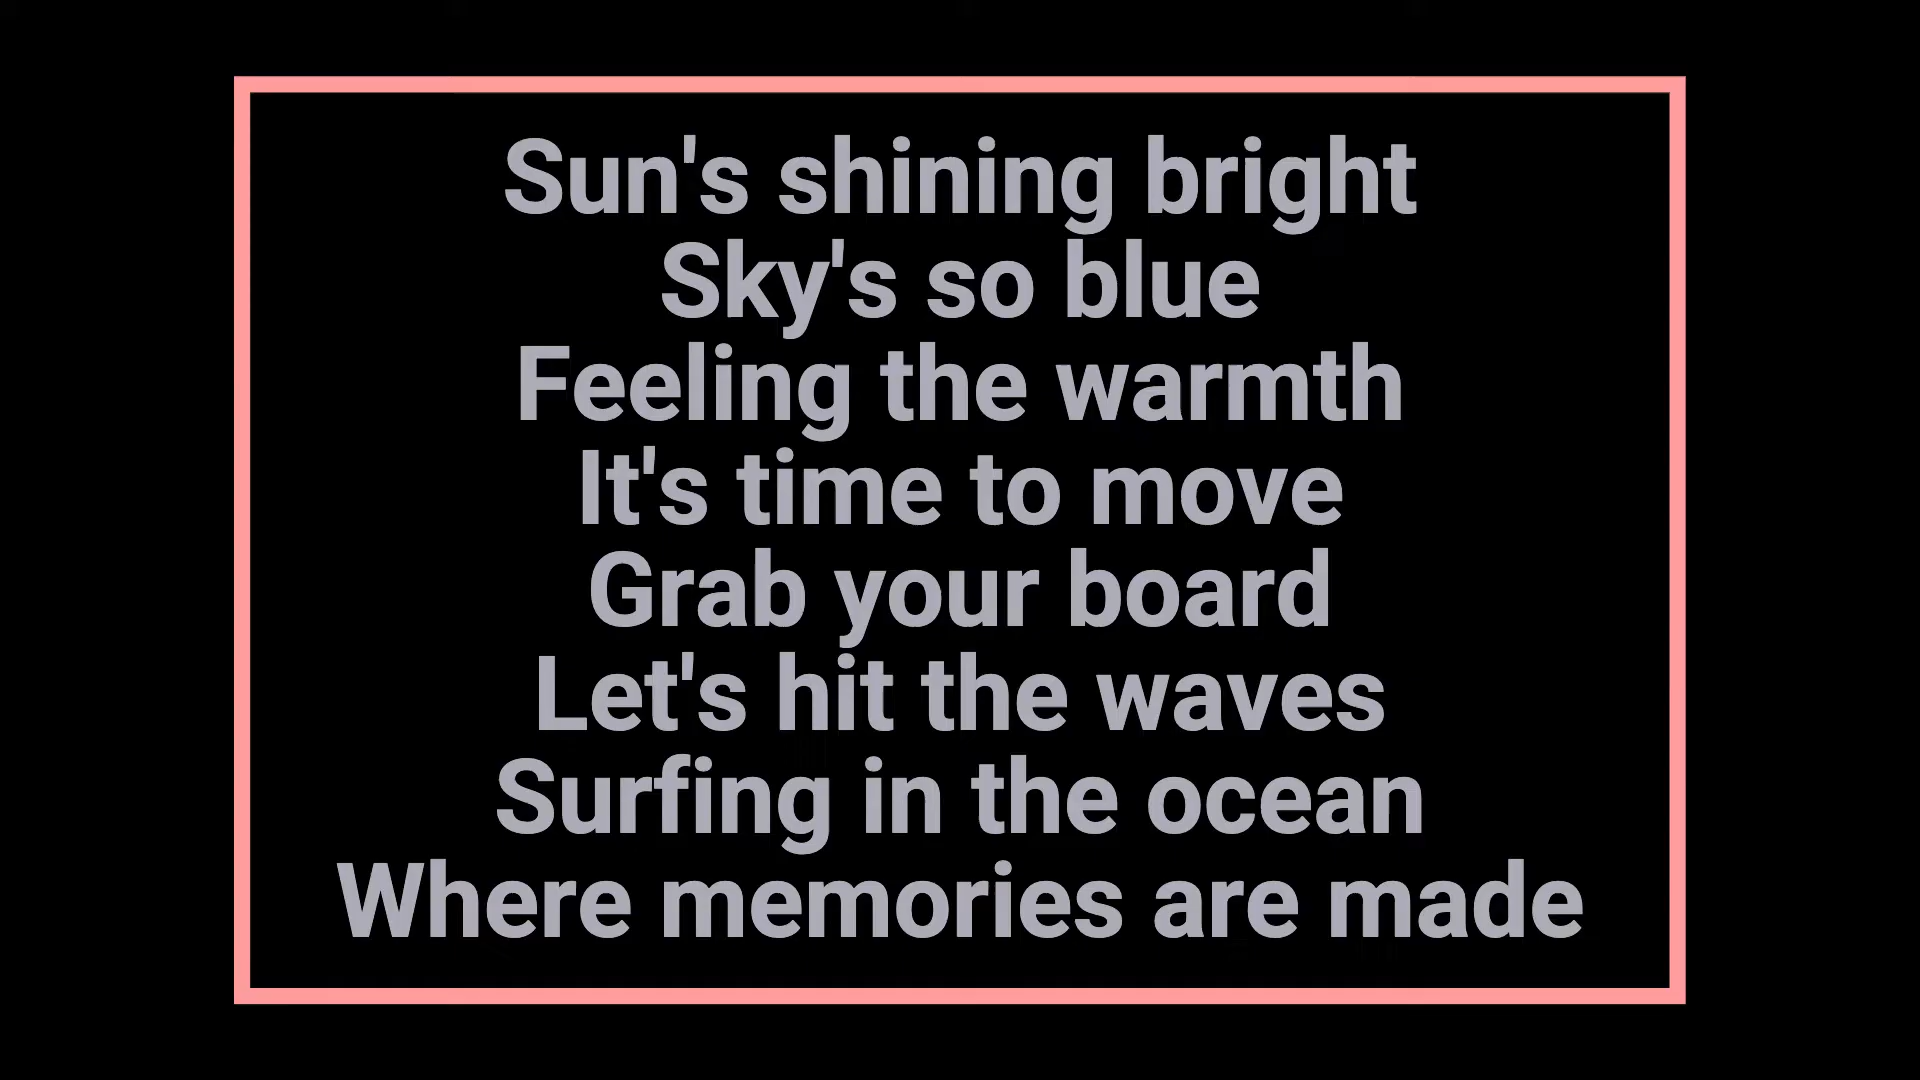 Sun's shining bright
Sky's so blue
Feeling the warmth
It's time to move
Grab your board
Let's hit the waves
Surfing in the ocean
Where memories are made